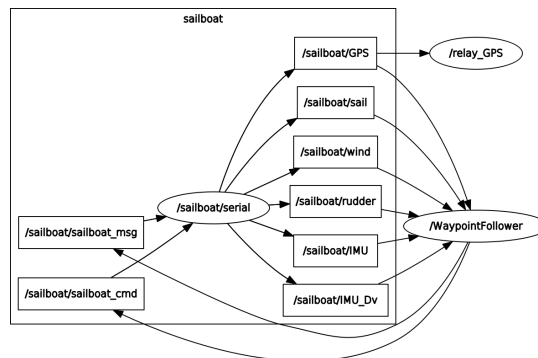 sailboat
/sailboat/GPS
/relay_GPS
/sailboat/sail
/sailboat/wind
/sailboat/serial
/sailboat/rudder
/sailboat/sailboat_msg
/WaypointFollower
/sailboat/IMU
/sailboat/sailboat_cmd
/sailboat/IMU_Dv